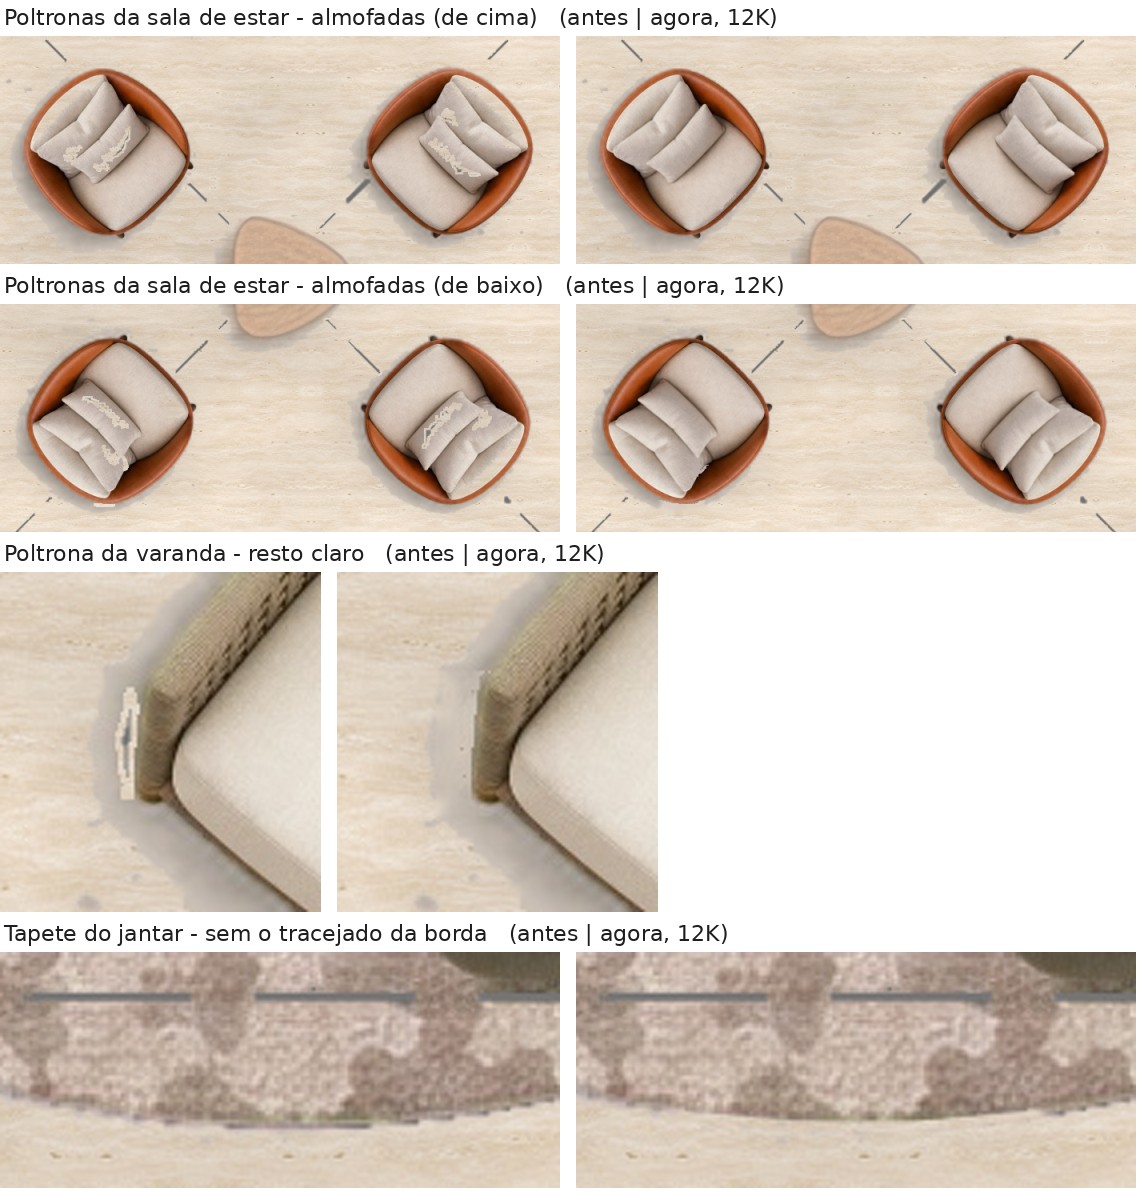 Poltronas da sala de estar - almofadas (de cima)   (antes | agora, 12K)
Poltronas da sala de estar - almofadas (de baixo)   (antes | agora, 12K)
Poltrona da varanda - resto claro   (antes | agora, 12K)
Tapete do jantar - sem o tracejado da borda   (antes | agora, 12K)